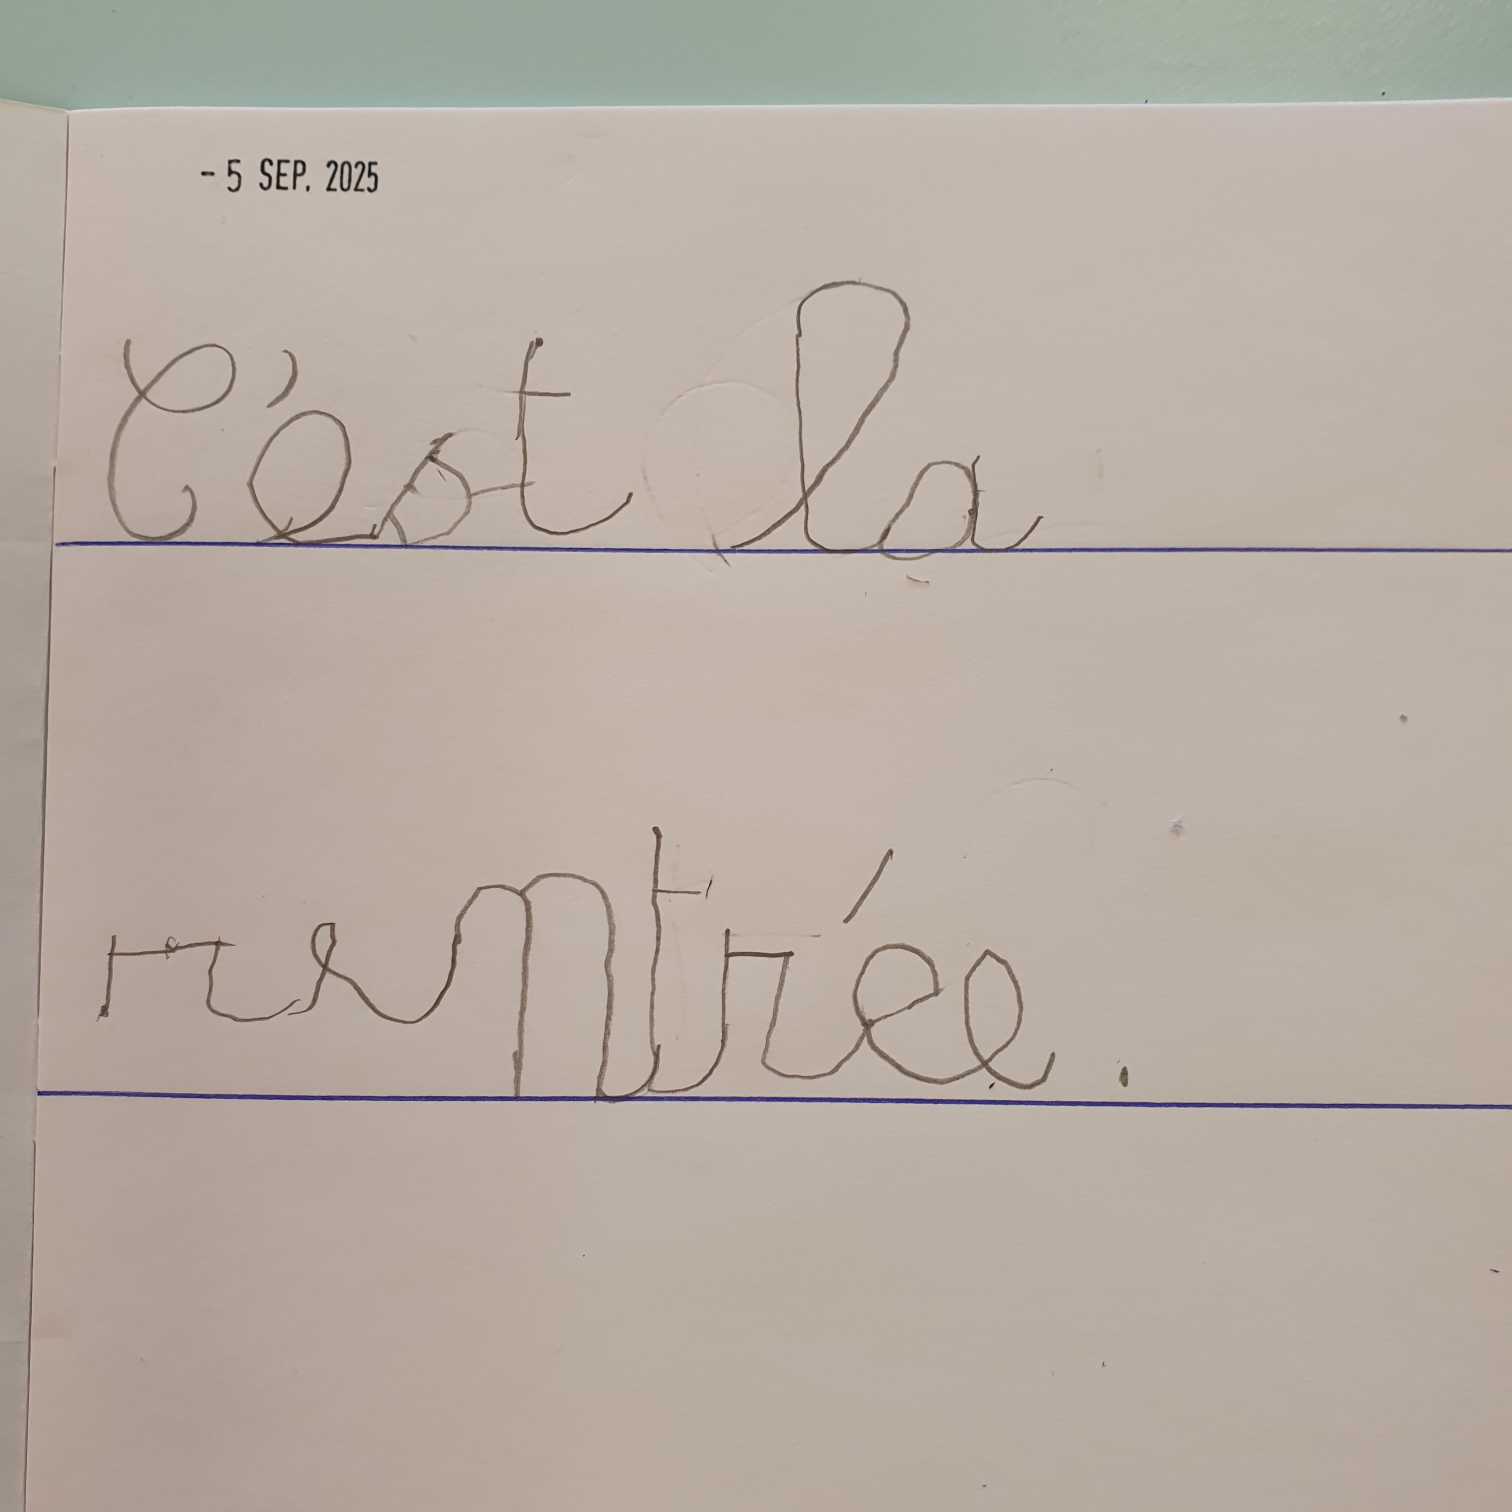 - 5 SEP. 2025
C'est la
rentrée.